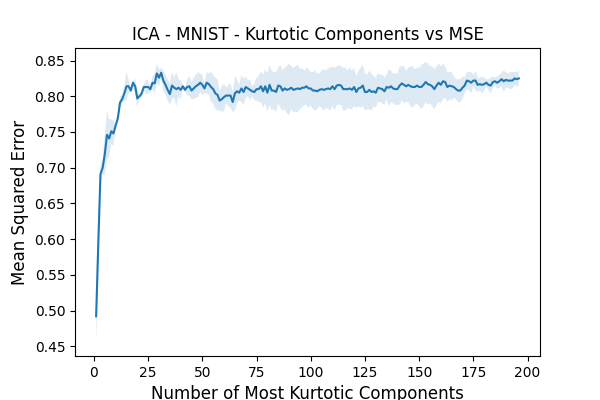 ICA - MNIST - Kurtotic Components vs MSE
Mean Squared Error
0.85
0.80
0.75
0.70
0.65
0.60
0.55
0.50
0.45
0 25 50 75 100 125 150 175 200
Number of Most Kurtotic Components